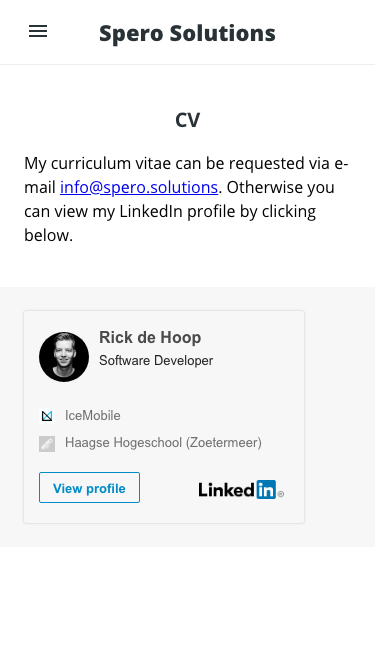 Spero Solutions
CV
My curriculum vitae can be requested via e-
mail info@spero.solutions. Otherwise you
can view my LinkedIn profile by clicking
below.
Rick de Hoop
Software Developer
IceMobile
Haagse Hogeschool (Zoetermeer)
View profile
Linked in ®